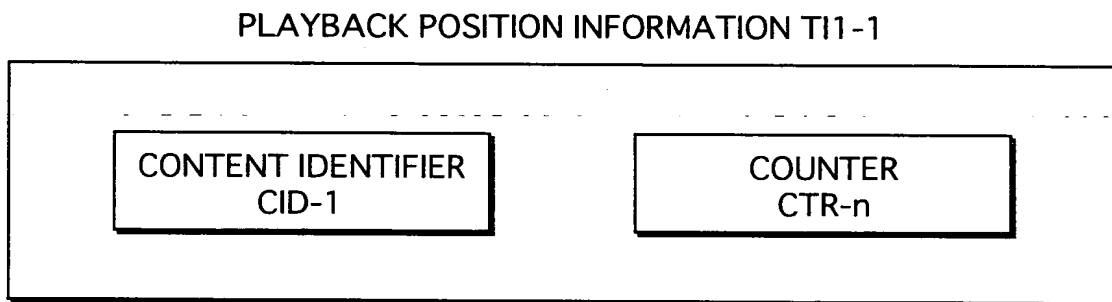 PLAYBACK POSITION INFORMATION TI1-1
CONTENT IDENTIFIER
CID-1
COUNTER
CTR-n